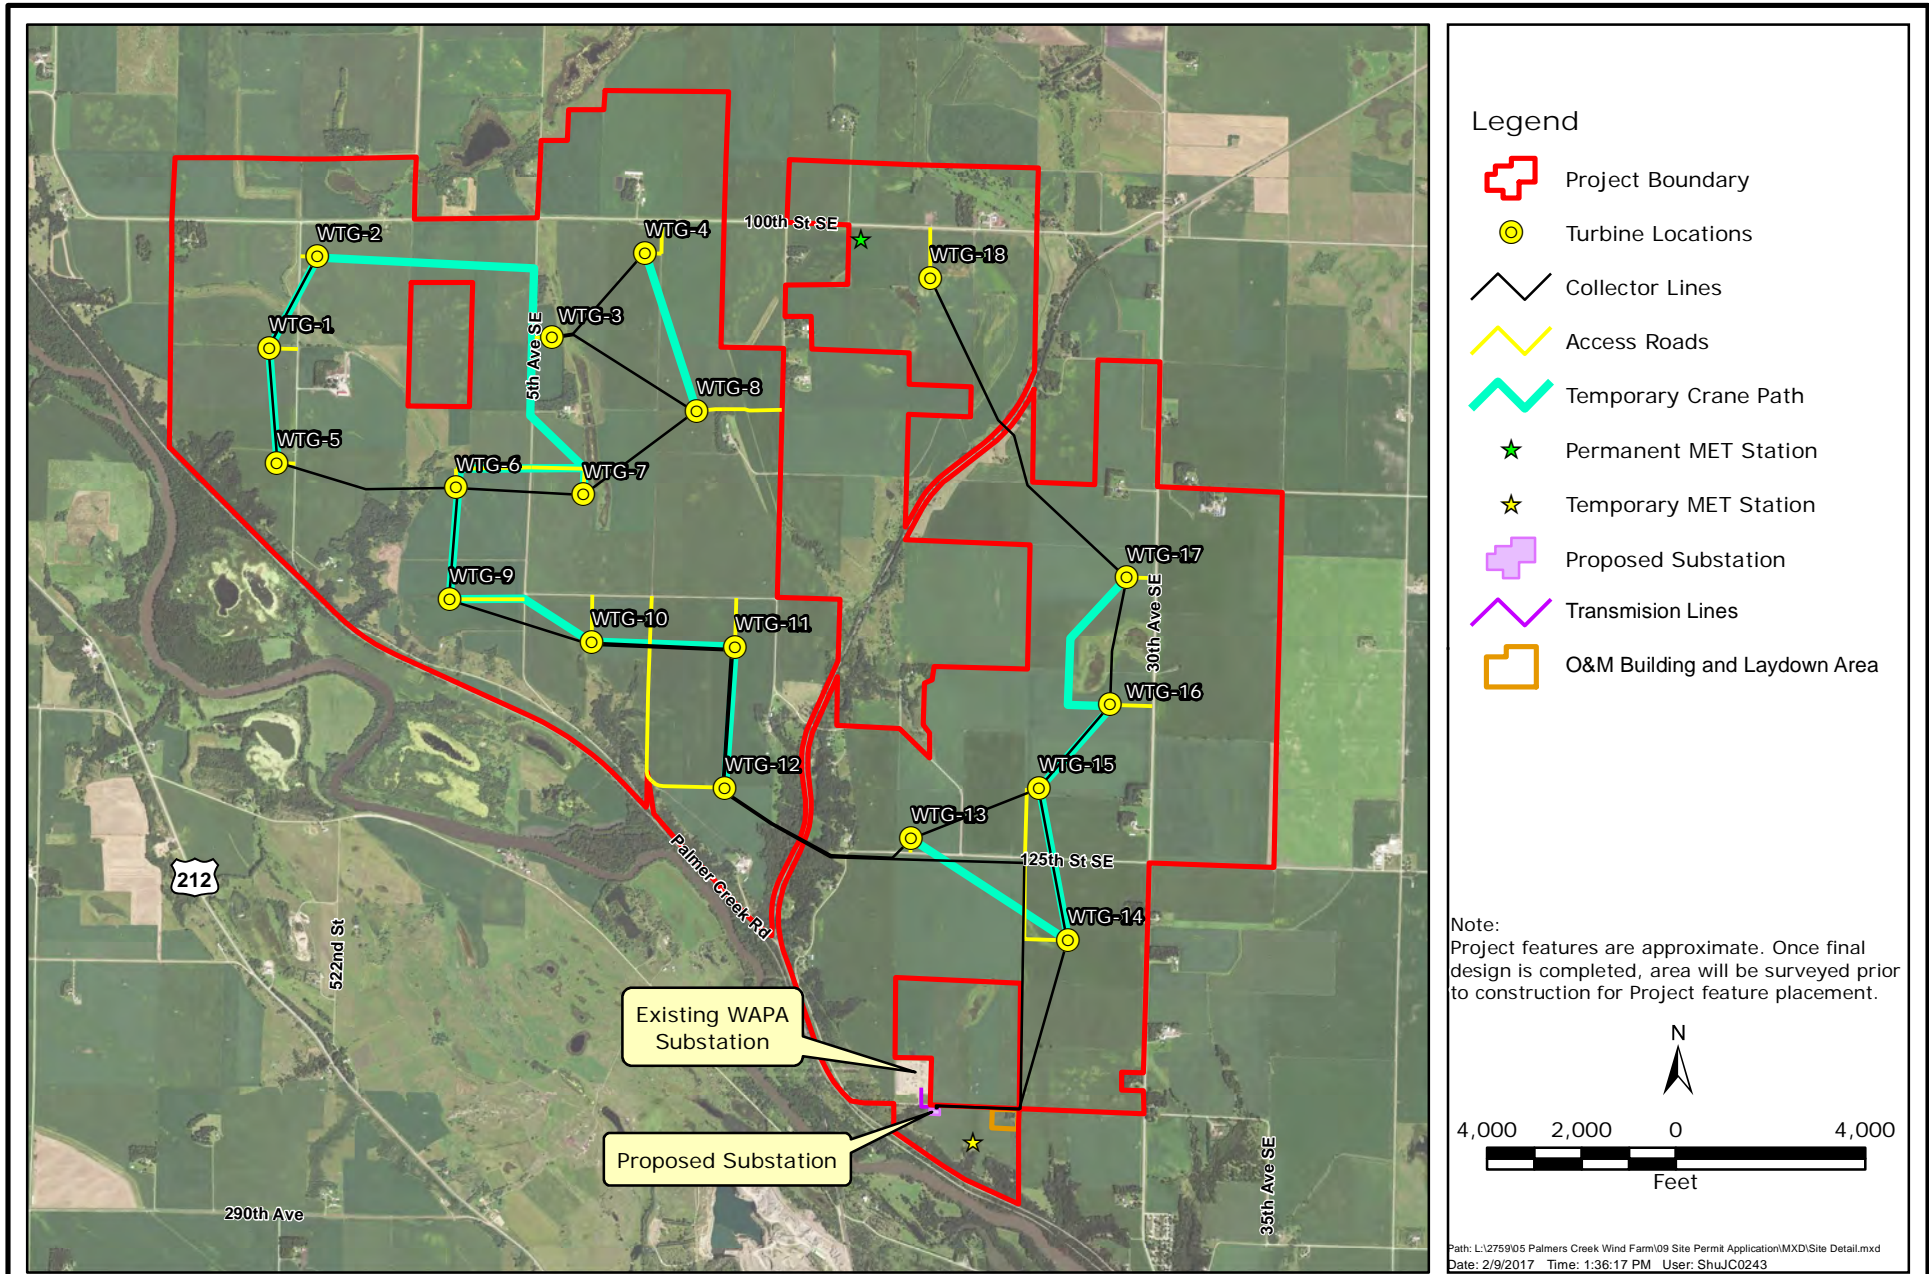 WTG-2
WTG-4
100th St SE
WTG-18
WTG-1
WTG-3
5th Ave SE
WTG-8
WTG-5
WTG-6
WTG-7
WTG-17
WTG-9
WTG-10
WTG-11
30th Ave SE
WTG-16
WTG-12
WTG-15
WTG-13
125th St SE
212
Palmer Creek Rd
WTG-14
522nd St
Existing WAPA
Substation
Proposed Substation
290th Ave
35th Ave SE
Legend
Project Boundary
Turbine Locations
Collector Lines
Access Roads
Temporary Crane Path
Permanent MET Station
Temporary MET Station
Proposed Substation
Transmision Lines
O&M Building and Laydown Area
Note:
Project features are approximate. Once final
design is completed, area will be surveyed prior
to construction for Project feature placement.
N
4,000 2,000 0 4,000
Feet
Path: L:\2759\05 Palmers Creek Wind Farm\09 Site Permit Application\MXD\Site Detail.mxd
Date: 2/9/2017 Time: 1:36:17 PM User: ShuJC0243